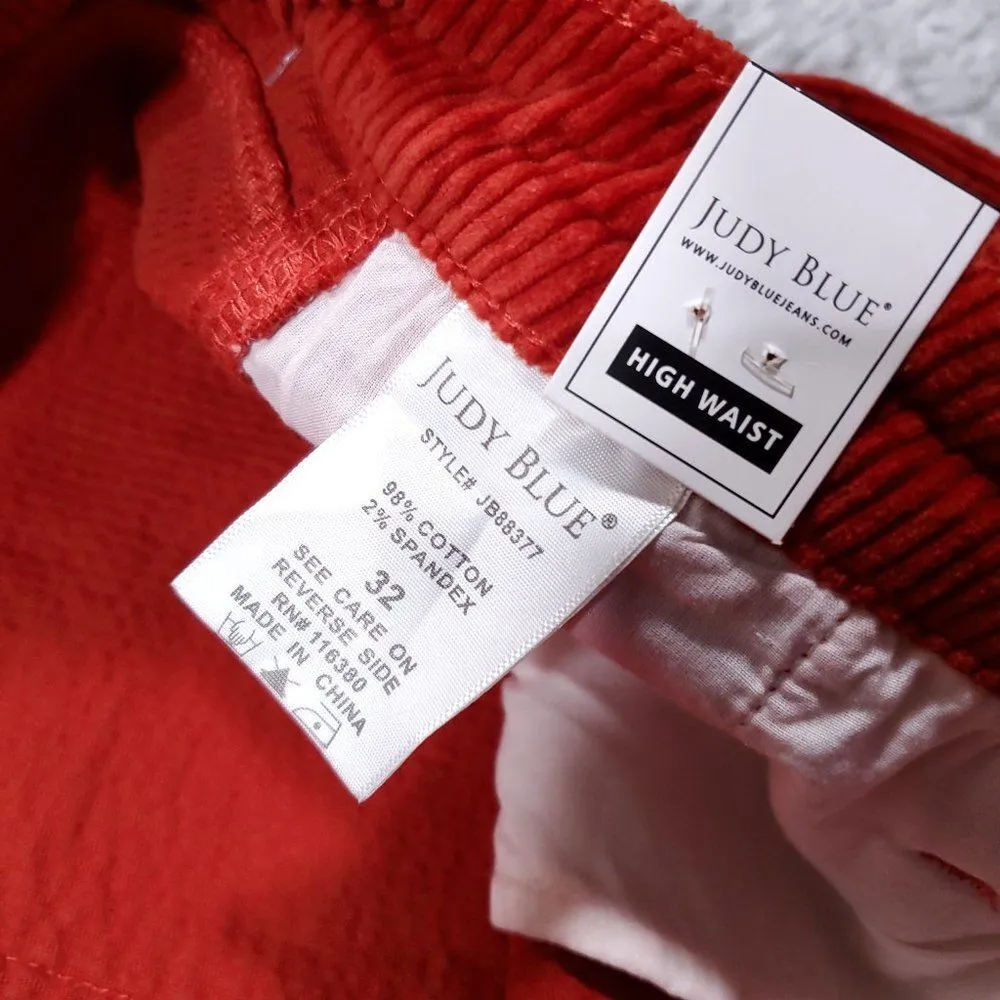 JUDY BLUE®
WWW.JUDYBLUEJEANS.COM
HIGH WAIST
JUDY BLUE®
STYLE# JB88377
98% COTTON
2% SPANDEX
32
SEE CARE ON
REVERSE SIDE
RN# 116380
MADE IN CHINA